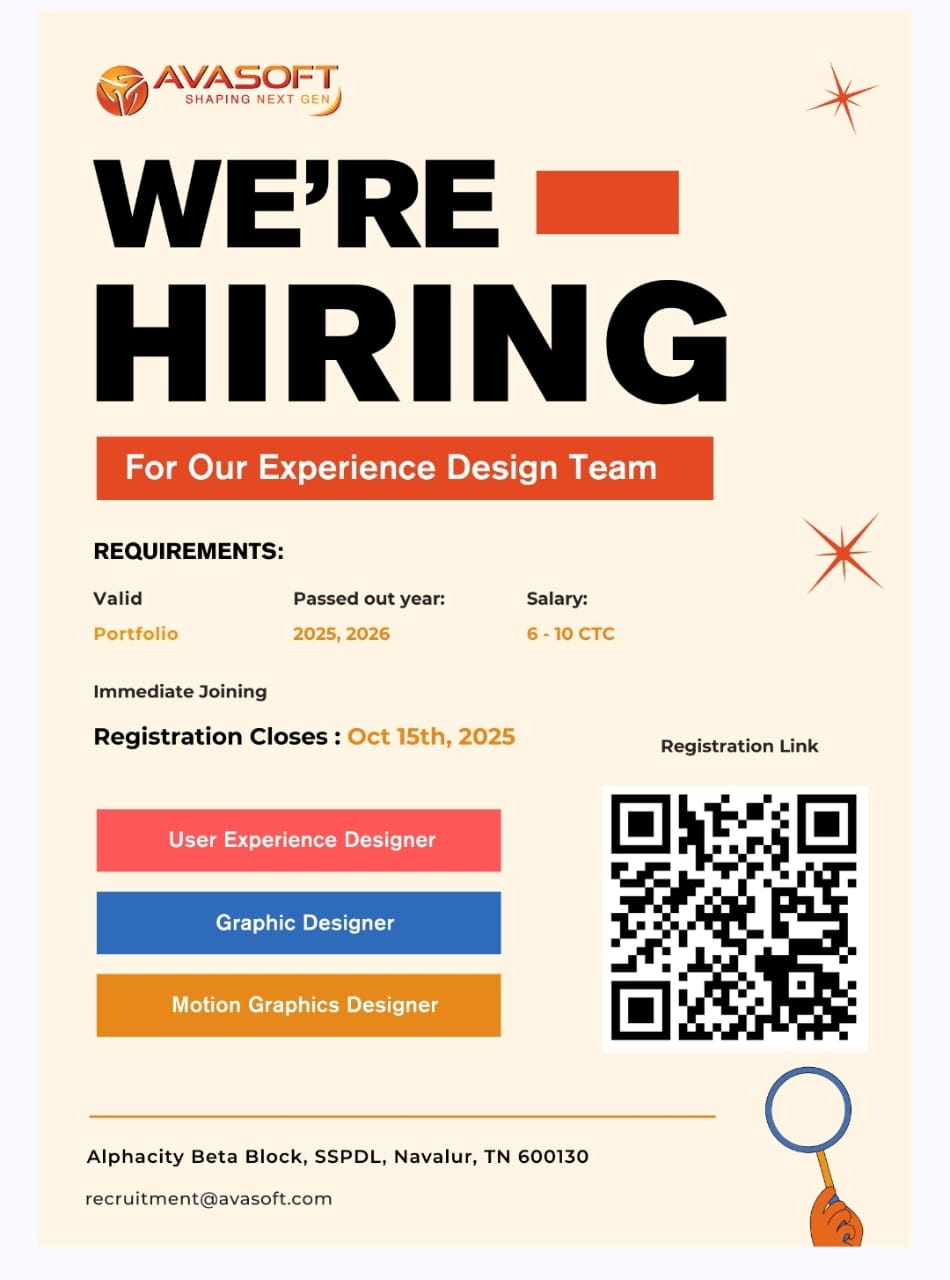 AVASOFT
SHAPING NEXT GEN
WE’RE
HIRING
For Our Experience Design Team
REQUIREMENTS:
Valid
Portfolio
Passed out year:
2025, 2026
Salary:
6 - 10 CTC
Immediate Joining
Registration Closes : Oct 15th, 2025
Registration Link
User Experience Designer
Graphic Designer
Motion Graphics Designer
Alphacity Beta Block, SSPDL, Navalur, TN 600130
recruitment@avasoft.com